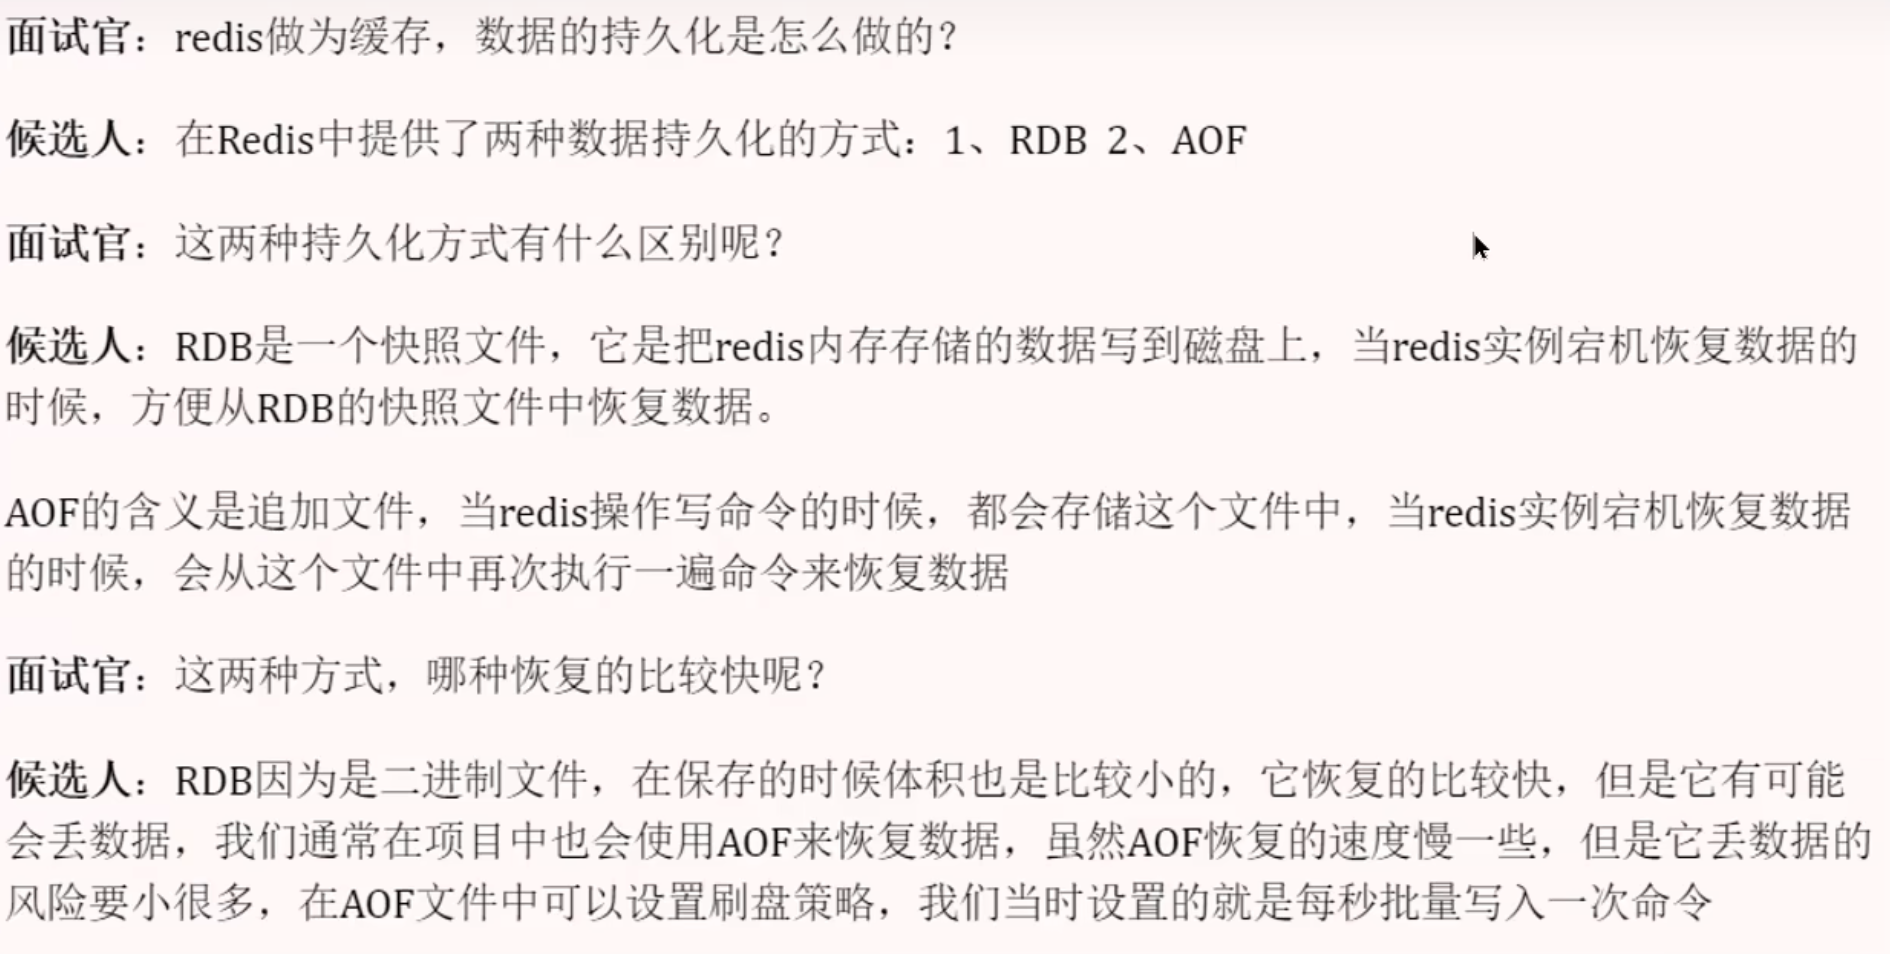 面试官：redis做为缓存，数据的持久化是怎么做的？
候选人：在Redis中提供了两种数据持久化的方式：1、RDB 2、AOF
面试官：这两种持久化方式有什么区别呢？
候选人：RDB是一个快照文件，它是把redis内存存储的数据写到磁盘上，当redis实例宕机恢复数据的
时候，方便从RDB的快照文件中恢复数据。
AOF的含义是追加文件，当redis操作写命令的时候，都会存储这个文件中，当redis实例宕机恢复数据
的时候，会从这个文件中再次执行一遍命令来恢复数据
面试官：这两种方式，哪种恢复的比较快呢？
候选人：RDB因为是二进制文件，在保存的时候体积也是比较小的，它恢复的比较快，但是它有可能
会丢数据，我们通常在项目中也会使用AOF来恢复数据，虽然AOF恢复的速度慢一些，但是它丢数据的
风险要小很多，在AOF文件中可以设置刷盘策略，我们当时设置的就是每秒批量写入一次命令